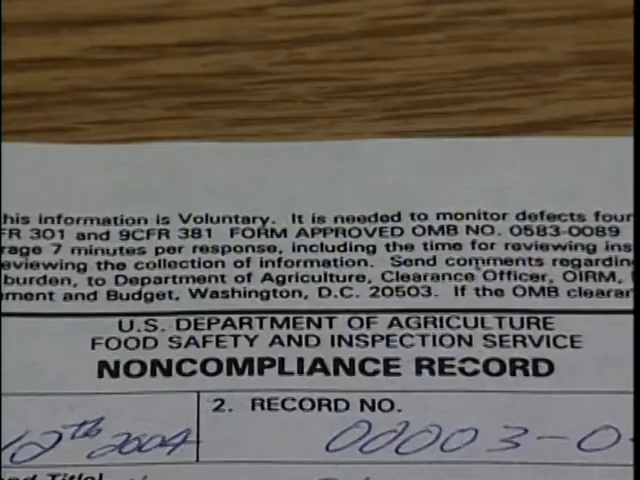 his information is Voluntary. It is needed to monitor defects four
FR 301 and 9CFR 381 FORM APPROVED OMB NO. 0583-0089
rage 7 minutes per response, including the time for reviewing ins
eviewing the collection of information. Send comments regardin
burden, to Department of Agriculture, Clearance Officer, OIRM,
ment and Budget, Washington, D.C. 20503. If the OMB clearan
U.S. DEPARTMENT OF AGRICULTURE
FOOD SAFETY AND INSPECTION SERVICE
NONCOMPLIANCE RECORD
2. RECORD NO.
12th 2004 00003-0
and Title)